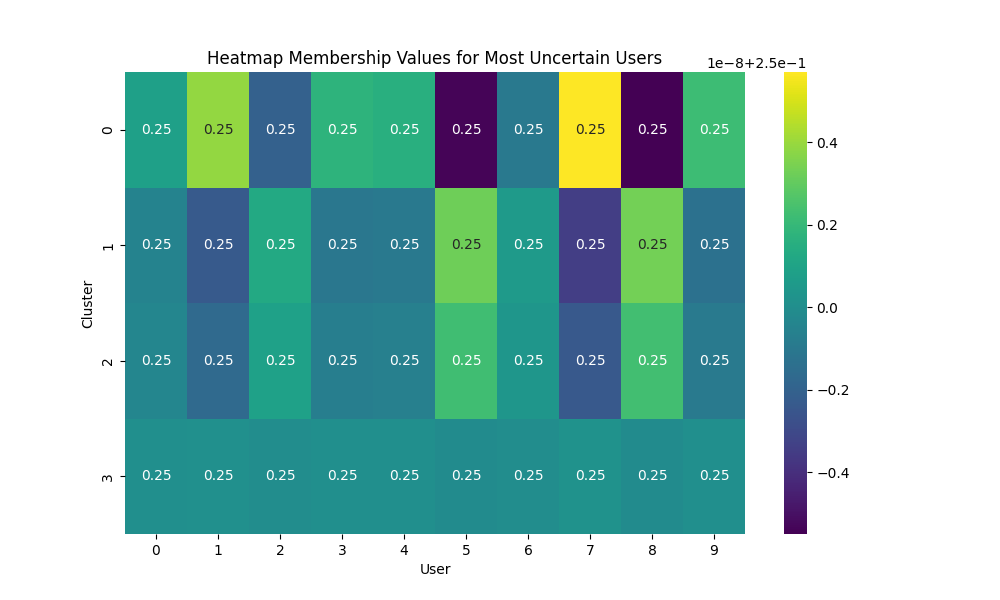 Heatmap Membership Values for Most Uncertain Users
1e−8+2.5e−1
0 0.25 0.25 0.25 0.25 0.25 0.25 0.25 0.25 0.25 0.25
1 0.25 0.25 0.25 0.25 0.25 0.25 0.25 0.25 0.25 0.25
2 0.25 0.25 0.25 0.25 0.25 0.25 0.25 0.25 0.25 0.25
3 0.25 0.25 0.25 0.25 0.25 0.25 0.25 0.25 0.25 0.25
Cluster
0 1 2 3 4 5 6 7 8 9
User
0.4
0.2
0.0
−0.2
−0.4